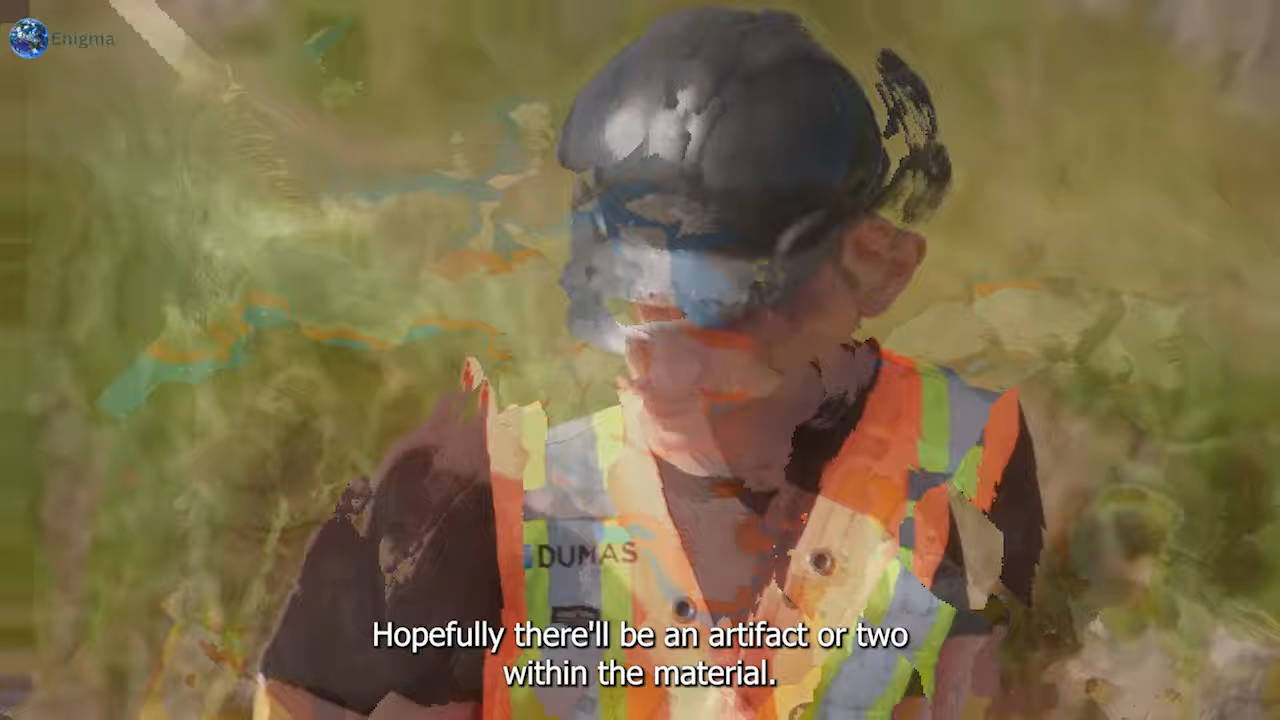 Enigma
DUMAS
Hopefully there'll be an artifact or two
within the material.